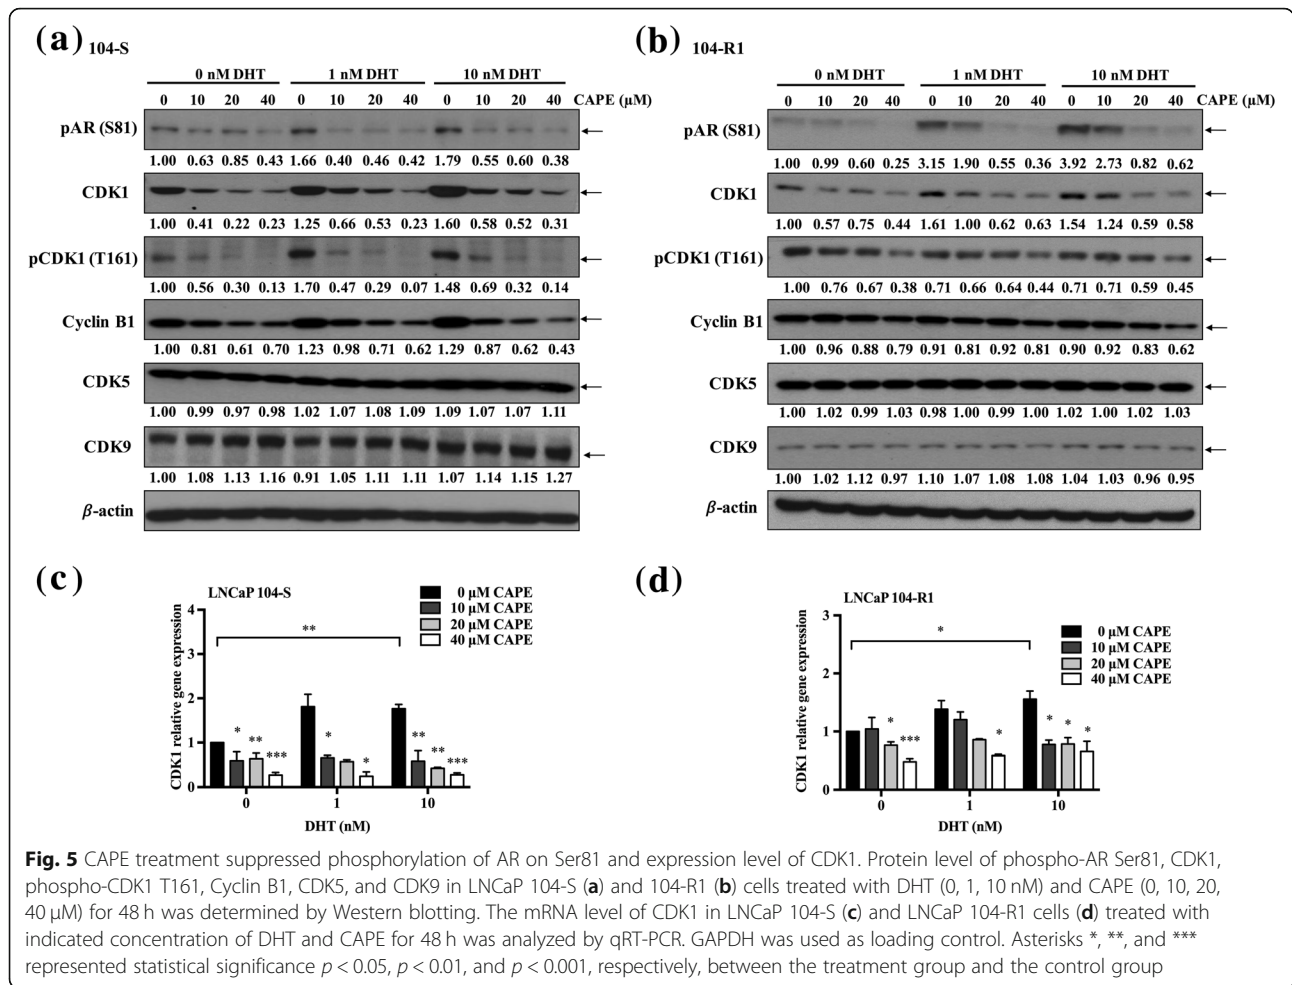 (a) 104-S
0 nM DHT 1 nM DHT 10 nM DHT
0 10 20 40 0 10 20 40 0 10 20 40 CAPE (µM)
pAR (S81)
1.00 0.63 0.85 0.43 1.66 0.40 0.46 0.42 1.79 0.55 0.60 0.38
CDK1
1.00 0.41 0.22 0.23 1.25 0.66 0.53 0.23 1.60 0.58 0.52 0.31
pCDK1 (T161)
1.00 0.56 0.30 0.13 1.70 0.47 0.29 0.07 1.48 0.69 0.32 0.14
Cyclin B1
1.00 0.81 0.61 0.70 1.23 0.98 0.71 0.62 1.29 0.87 0.62 0.43
CDK5
1.00 0.99 0.97 0.98 1.02 1.07 1.08 1.09 1.09 1.07 1.07 1.11
CDK9
1.00 1.08 1.13 1.16 0.91 1.05 1.11 1.11 1.07 1.14 1.15 1.27
β-actin
(b) 104-R1
0 nM DHT 1 nM DHT 10 nM DHT
0 10 20 40 0 10 20 40 0 10 20 40 CAPE (µM)
pAR (S81)
1.00 0.99 0.60 0.25 3.15 1.90 0.55 0.36 3.92 2.73 0.82 0.62
CDK1
1.00 0.57 0.75 0.44 1.61 1.00 0.62 0.63 1.54 1.24 0.59 0.58
pCDK1 (T161)
1.00 0.76 0.67 0.38 0.71 0.66 0.64 0.44 0.71 0.71 0.59 0.45
Cyclin B1
1.00 0.96 0.88 0.79 0.91 0.81 0.92 0.81 0.90 0.92 0.83 0.62
CDK5
1.00 1.02 0.99 1.03 0.98 1.00 0.99 1.00 1.02 1.00 1.02 1.03
CDK9
1.00 1.02 1.12 0.97 1.10 1.07 1.08 1.08 1.04 1.03 0.96 0.95
β-actin
(c)
LNCaP 104-S
0 µM CAPE
10 µM CAPE
20 µM CAPE
40 µM CAPE
CDK1 relative gene expression
4
3
2
1
0
**
* ** *** * * ** ** ***
0 1 10
DHT (nM)
(d)
LNCaP 104-R1
0 µM CAPE
10 µM CAPE
20 µM CAPE
40 µM CAPE
CDK1 relative gene expression
3
2
1
0
*
* *** * * * *
0 1 10
DHT (nM)
Fig. 5 CAPE treatment suppressed phosphorylation of AR on Ser81 and expression level of CDK1. Protein level of phospho-AR Ser81, CDK1,
phospho-CDK1 T161, Cyclin B1, CDK5, and CDK9 in LNCaP 104-S (a) and 104-R1 (b) cells treated with DHT (0, 1, 10 nM) and CAPE (0, 10, 20,
40 µM) for 48 h was determined by Western blotting. The mRNA level of CDK1 in LNCaP 104-S (c) and LNCaP 104-R1 cells (d) treated with
indicated concentration of DHT and CAPE for 48 h was analyzed by qRT-PCR. GAPDH was used as loading control. Asterisks *, **, and ***
represented statistical significance p < 0.05, p < 0.01, and p < 0.001, respectively, between the treatment group and the control group